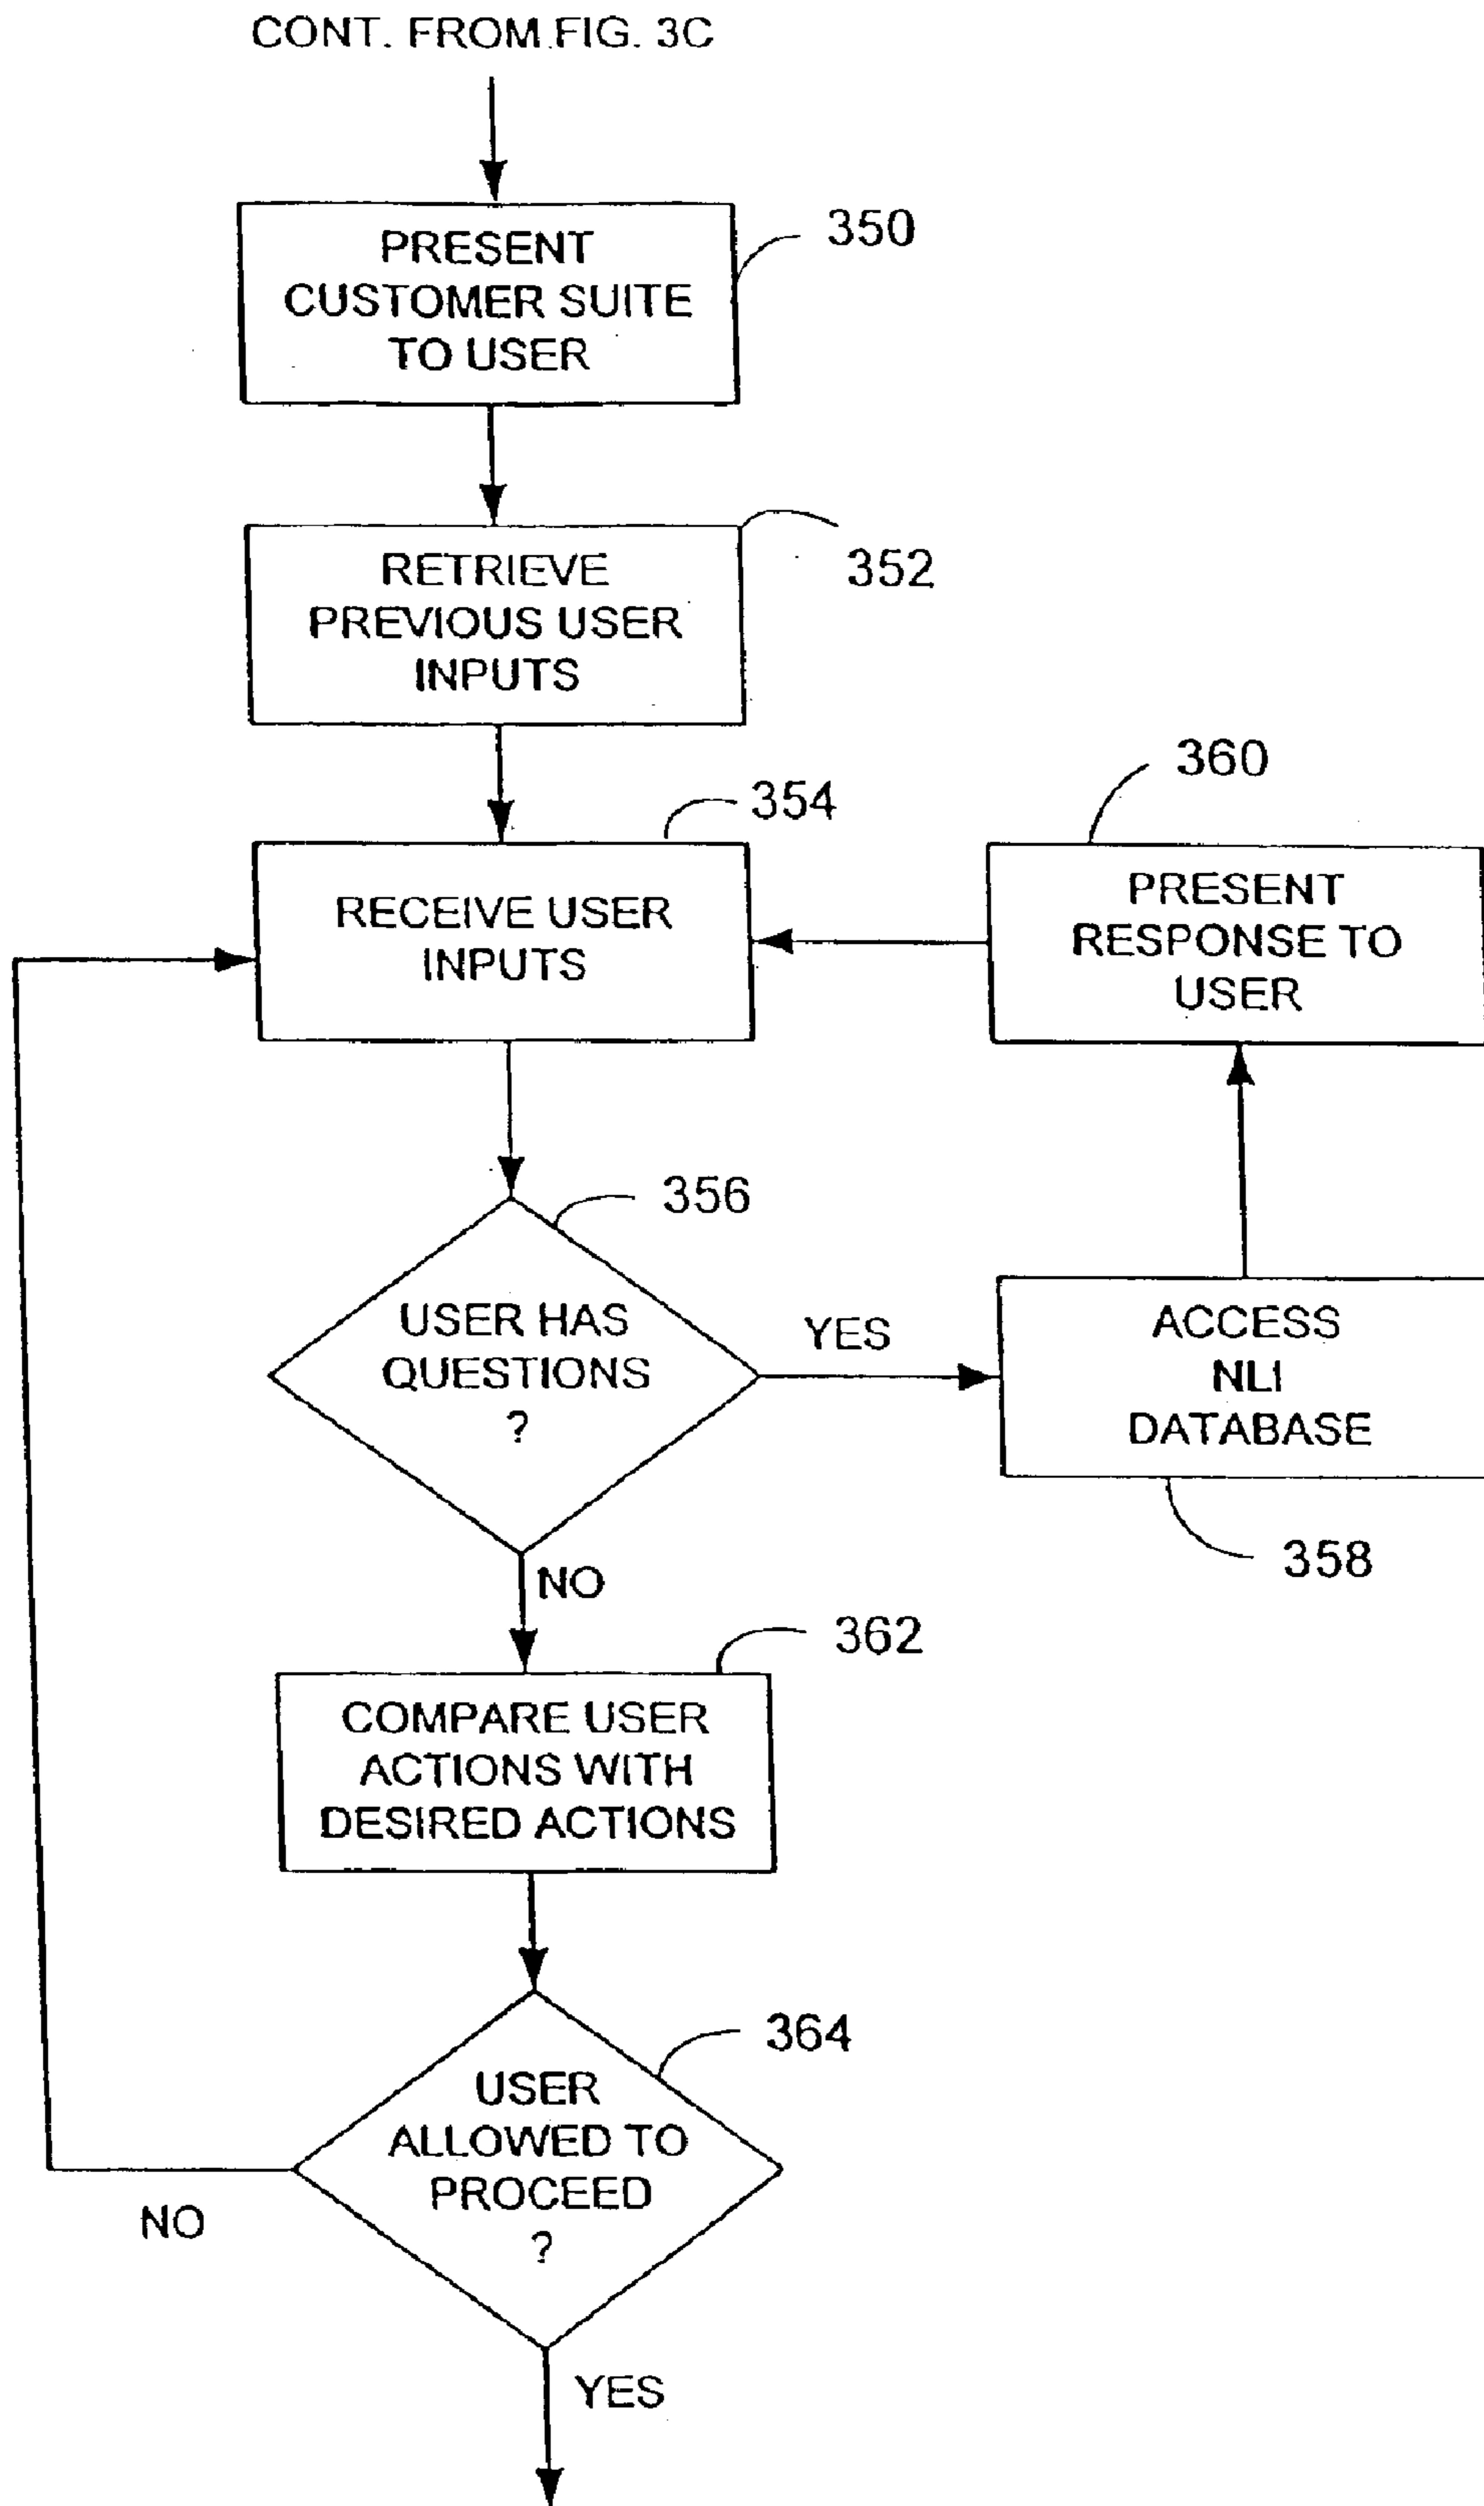 CONT. FROM FIG. 3C
PRESENT
CUSTOMER SUITE
TO USER
350
RETRIEVE
PREVIOUS USER
INPUTS
352
354
RECEIVE USER
INPUTS
360
PRESENT
RESPONSE TO
USER
356
USER HAS
QUESTIONS
?
YES
ACCESS
NLI
DATABASE
358
NO
362
COMPARE USER
ACTIONS WITH
DESIRED ACTIONS
364
USER
ALLOWED TO
PROCEED
?
NO
YES